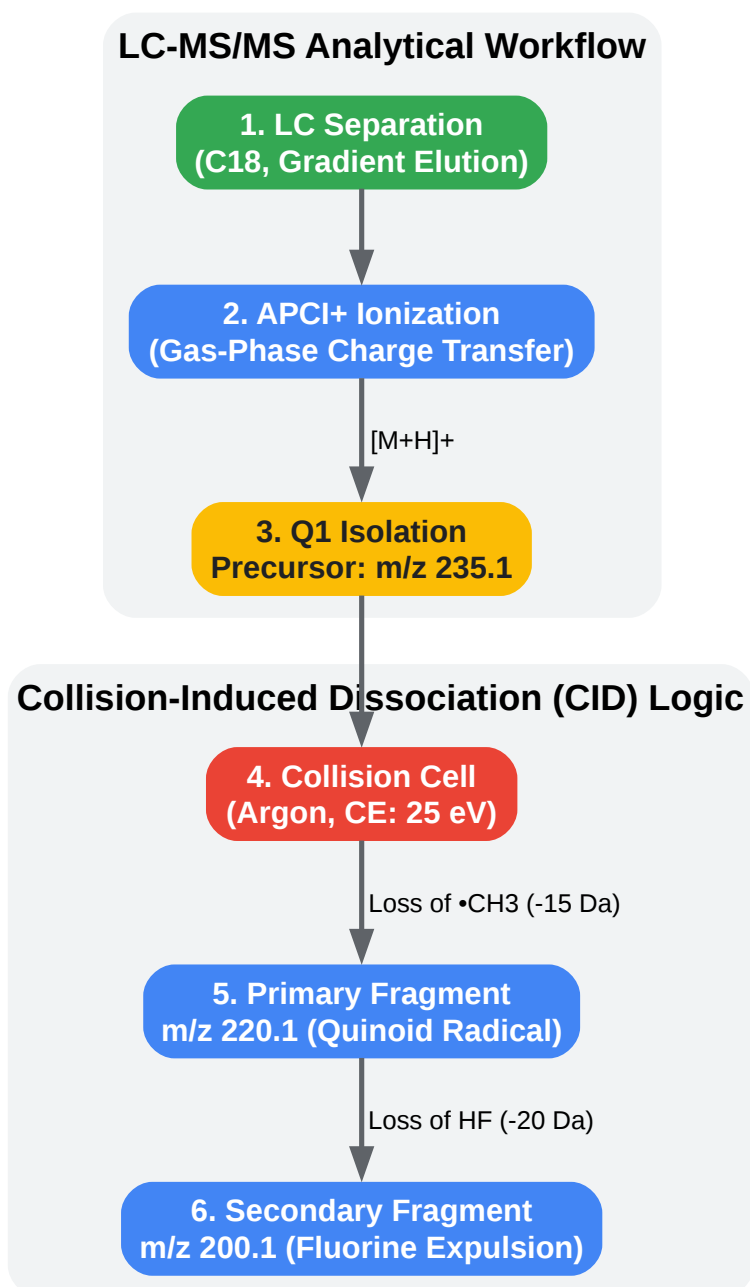 LC-MS/MS Analytical Workflow
1. LC Separation
(C18, Gradient Elution)
2. APCI+ Ionization
(Gas-Phase Charge Transfer)
[M+H]+
3. Q1 Isolation
Precursor: m/z 235.1
Collision-Induced Dissociation (CID) Logic
4. Collision Cell
(Argon, CE: 25 eV)
Loss of •CH3 (-15 Da)
5. Primary Fragment
m/z 220.1 (Quinoid Radical)
Loss of HF (-20 Da)
6. Secondary Fragment
m/z 200.1 (Fluorine Expulsion)